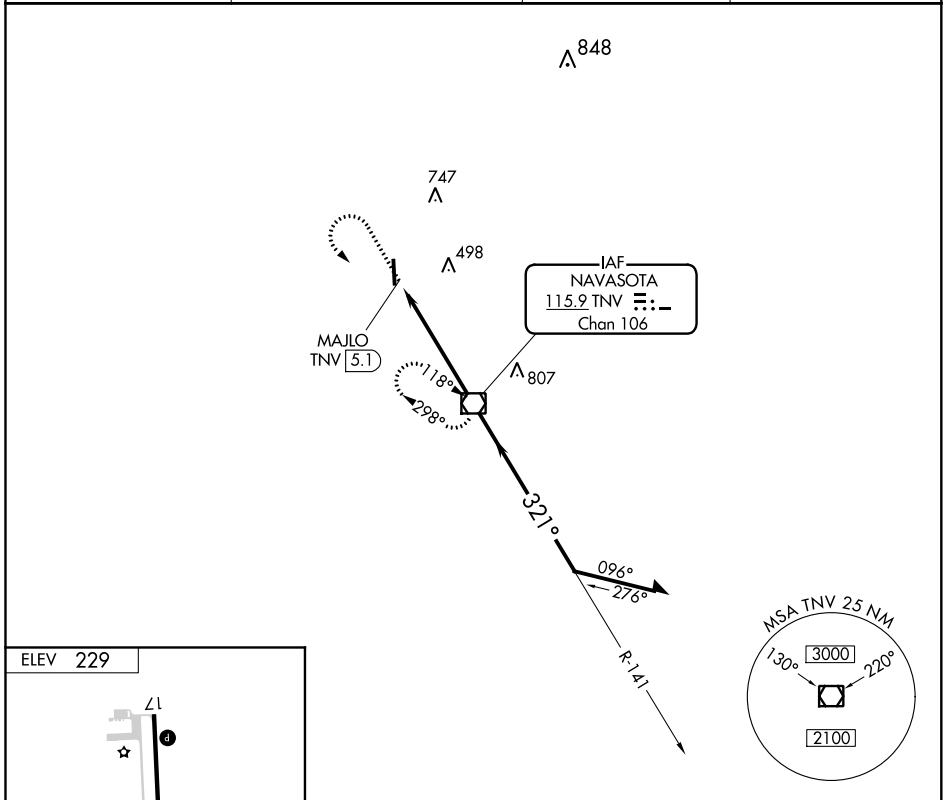 848
747
498
IAF
NAVASOTA
115.9 TNV
Chan 106
MAJLO
TNV 5.1
807
118°
298°
321°
096°
276°
R-141
MSA TNV 25 NM
130°
3000
220°
2100
ELEV 229
17
P